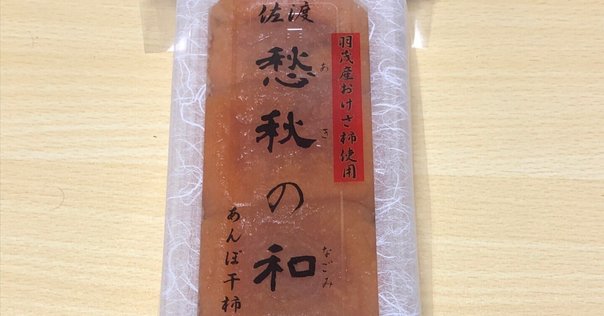 羽茂産おけさ柿使用
佐渡
愁秋の和
あき
なごみ
あんぽ干柿